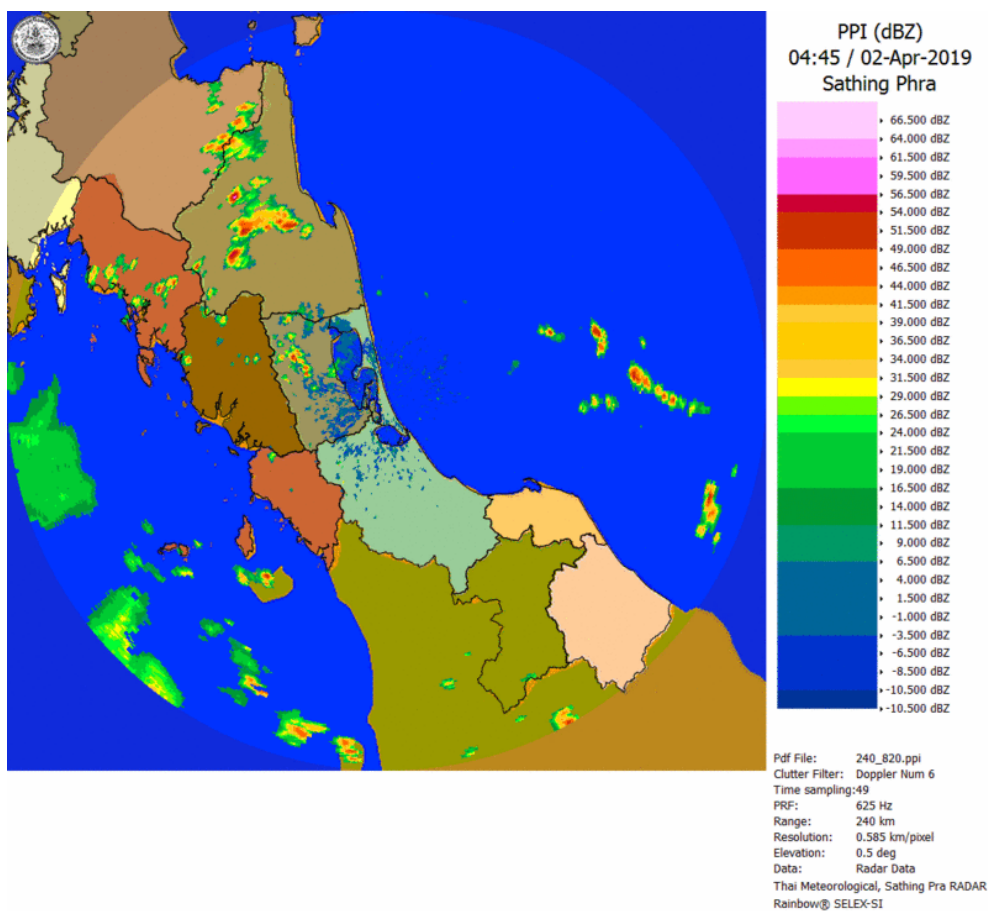 PPI (dBZ)
04:45 / 02-Apr-2019
Sathing Phra
66.500 dBZ
64.000 dBZ
61.500 dBZ
59.500 dBZ
56.500 dBZ
54.000 dBZ
51.500 dBZ
49.000 dBZ
46.500 dBZ
44.000 dBZ
41.500 dBZ
39.000 dBZ
36.500 dBZ
34.000 dBZ
31.500 dBZ
29.000 dBZ
26.500 dBZ
24.000 dBZ
21.500 dBZ
19.000 dBZ
16.500 dBZ
14.000 dBZ
11.500 dBZ
9.000 dBZ
6.500 dBZ
4.000 dBZ
1.500 dBZ
-1.000 dBZ
-3.500 dBZ
-6.500 dBZ
-8.500 dBZ
-10.500 dBZ
-10.500 dBZ
Pdf File: 240_820.ppi
Clutter Filter: Doppler Num 6
Time sampling:49
PRF: 625 Hz
Range: 240 km
Resolution: 0.585 km/pixel
Elevation: 0.5 deg
Data: Radar Data
Thai Meteorological, Sathing Pra RADAR
Rainbow® SELEX-SI